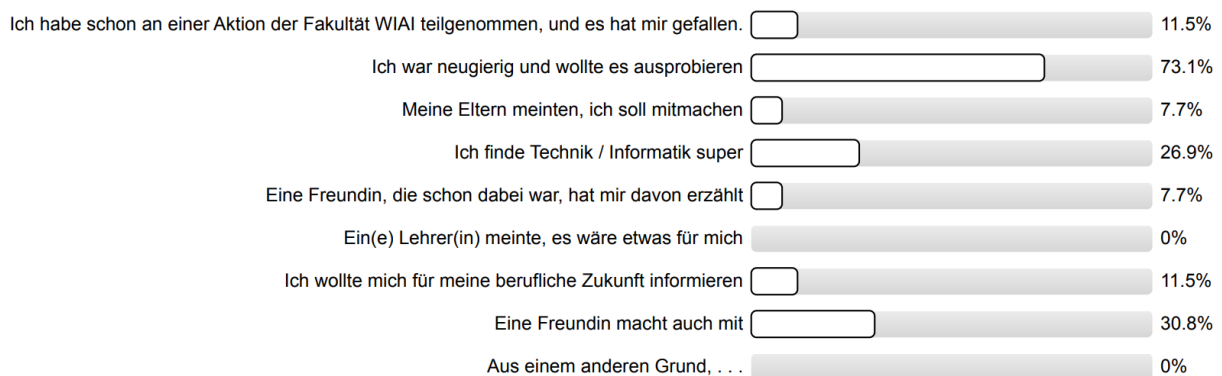 Ich habe schon an einer Aktion der Fakultät WIAI teilgenommen, und es hat mir gefallen. 11.5%
Ich war neugierig und wollte es ausprobieren 73.1%
Meine Eltern meinten, ich soll mitmachen 7.7%
Ich finde Technik / Informatik super 26.9%
Eine Freundin, die schon dabei war, hat mir davon erzählt 7.7%
Ein(e) Lehrer(in) meinte, es wäre etwas für mich 0%
Ich wollte mich für meine berufliche Zukunft informieren 11.5%
Eine Freundin macht auch mit 30.8%
Aus einem anderen Grund, . . . 0%